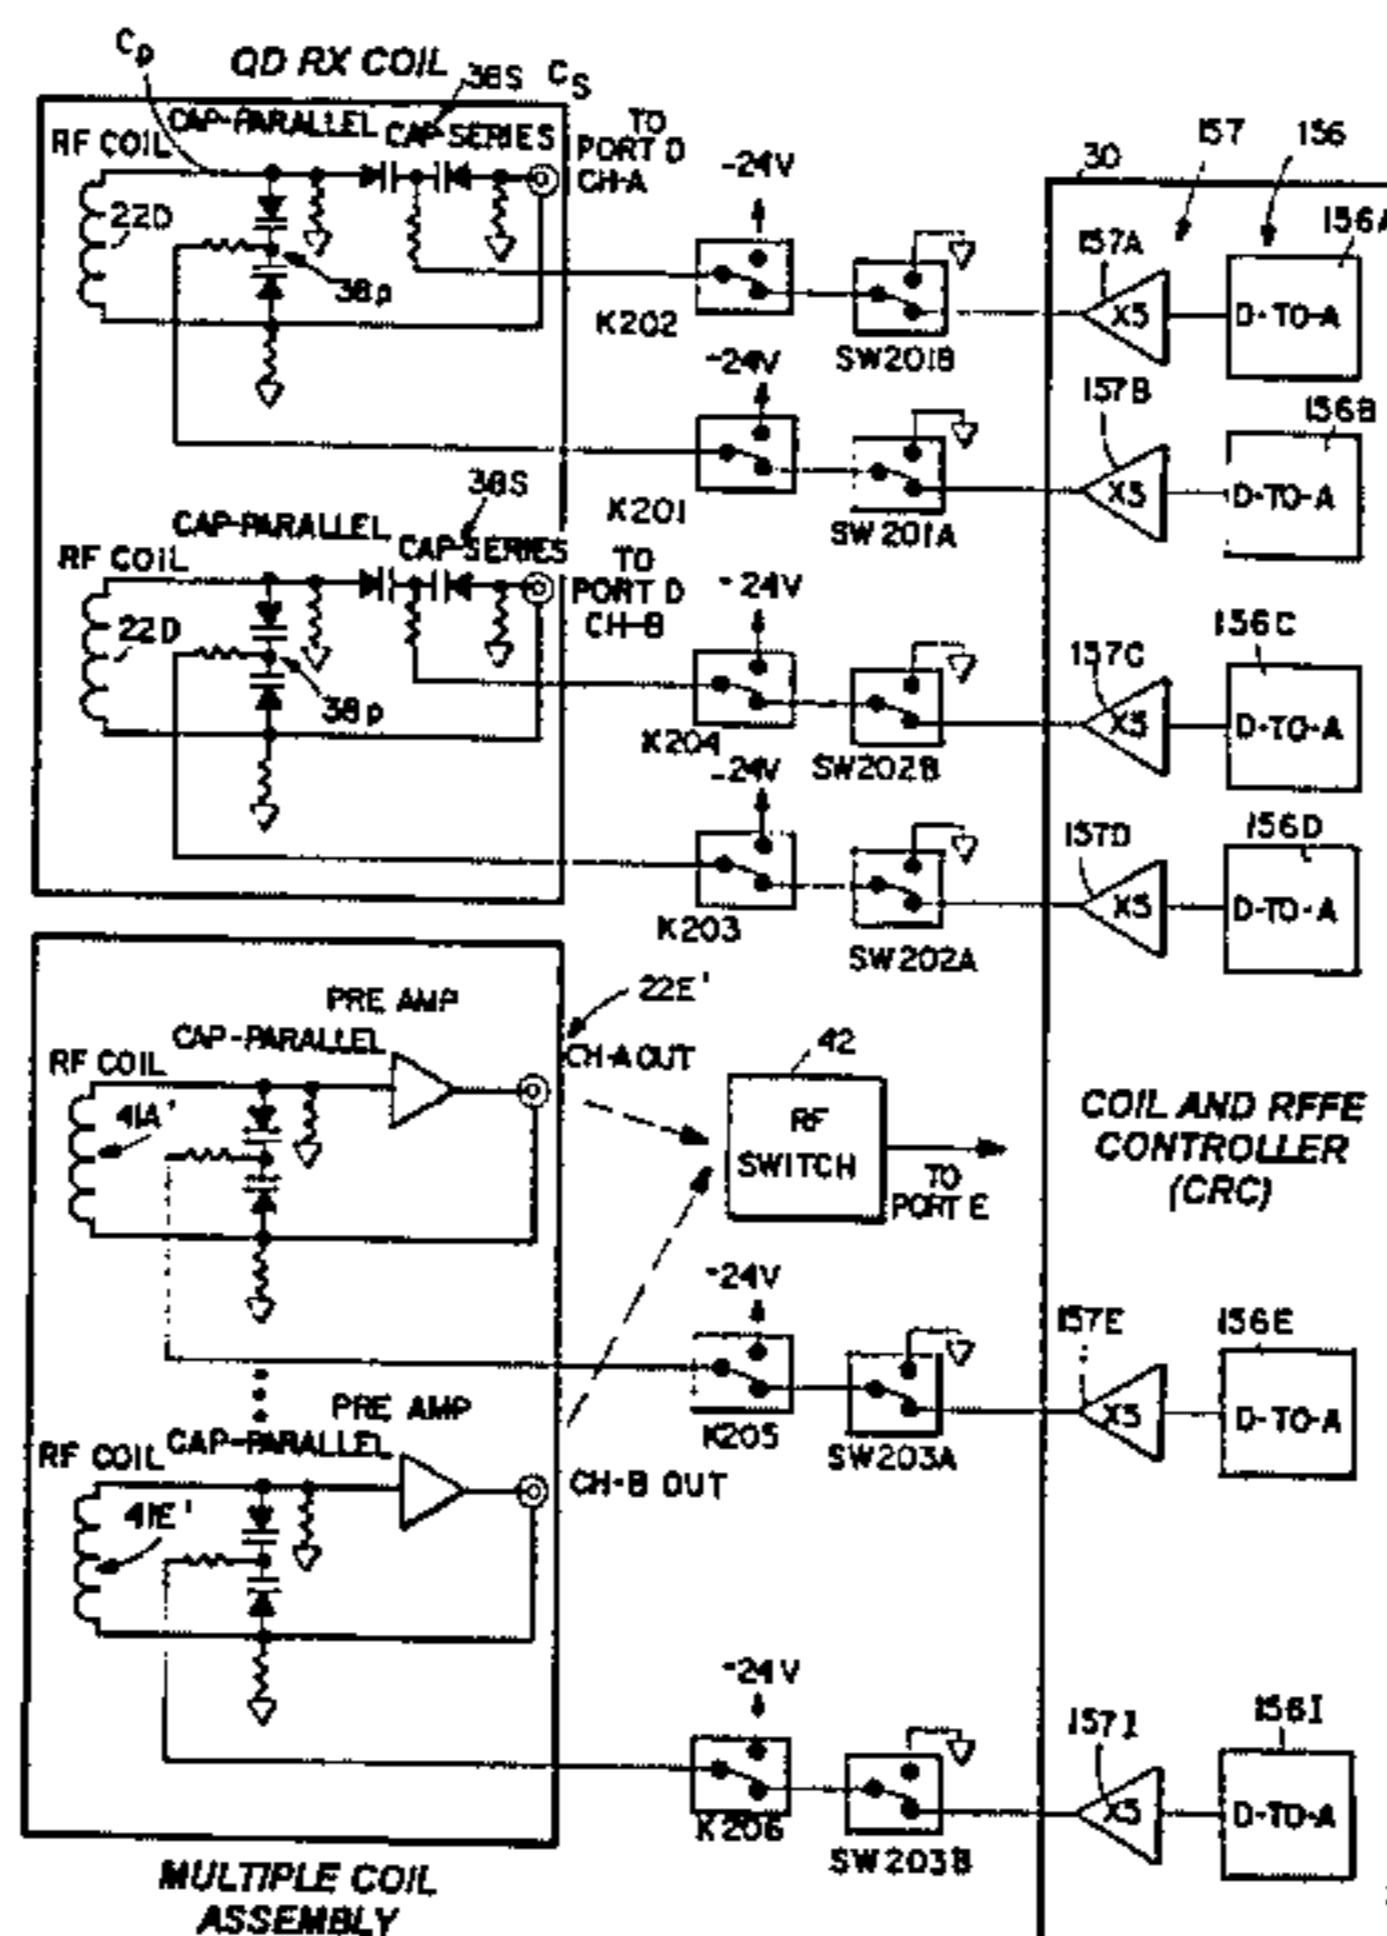 Cp
QD RX COIL
38S
CS
CAP-PARALLEL
CAP-SERIES
RF COIL
TO
PORT D
CH-A
22D
38p
-24V
K202
SW201B
30
157
156
157A
156A
X5
D-TO-A
-24V
K201
SW201A
157B
156B
X5
D-TO-A
38S
CAP-PARALLEL
CAP-SERIES
RF COIL
TO
PORT D
CH-B
22D
38p
-24V
K204
SW202B
157C
156C
X5
D-TO-A
-24V
K203
SW202A
157D
156D
X5
D-TO-A
PRE AMP
22E'
CAP-PARALLEL
CH-A OUT
RF COIL
41A'
42
RF
SWITCH
TO
PORT E
COIL AND RFFE
CONTROLLER
(CRC)
-24V
K205
SW203A
157E
156E
X5
D-TO-A
PRE AMP
CAP-PARALLEL
RF COIL
41E'
CH-B OUT
-24V
K206
SW203B
157I
156I
X5
D-TO-A
MULTIPLE COIL
ASSEMBLY